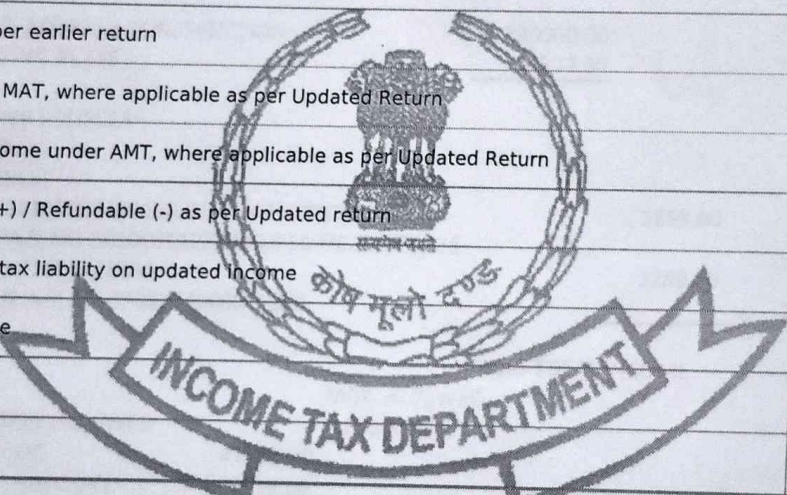 per earlier return
MAT, where applicable as per Updated Return
ome under AMT, where applicable as per Updated Return
+) / Refundable (-) as per Updated return
सत्यमेव जयते
tax liability on updated income
कोष मूलो दण्डः
e
INCOME TAX DEPARTMENT